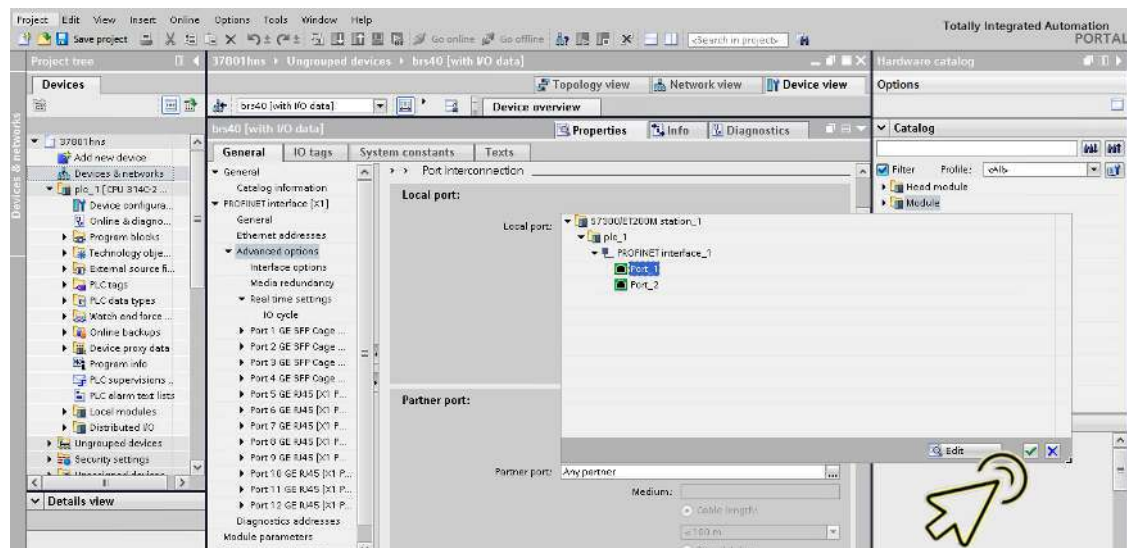 Project Edit View Insert Online Options Tools Window Help
Totally Integrated Automation
PORTAL
Save project Go online Go offline <Search in project>
Project tree
37801hns Ungrouped devices brs40 [with I/O data]
Hardware catalog
Devices
Topology view Network view Device view
Options
brs40 [with I/O data] Device overview
Devices & networks
brs40 [with I/O data] Properties Info Diagnostics
Catalog
37801hns
Add new device
Devices & networks
plc_1 [CPU 314C-2 ...
Device configura...
Online & diagno...
Program blocks
Technology obje...
External source fi...
PLC tags
PLC data types
Watch and force ...
Online backups
Device proxy data
Program info
PLC supervisions ..
PLC alarm text lists
Local modules
Distributed I/O
Ungrouped devices
Security settings
Details view
General IO tags System constants Texts
General
Catalog information
PROFINET interface [X1]
General
Ethernet addresses
Advanced options
Interface options
Media redundancy
Real time settings
IO cycle
Port 1 GE SFP Cage ...
Port 2 GE SFP Cage ...
Port 3 GE SFP Cage ...
Port 4 GE SFP Cage ...
Port 5 GE RJ45 [X1 P...
Port 6 GE RJ45 [X1 P...
Port 7 GE RJ45 [X1 P...
Port 8 GE RJ45 [X1 P...
Port 9 GE RJ45 [X1 P...
Port 10 GE RJ45 [X1 P...
Port 11 GE RJ45 [X1 P...
Port 12 GE RJ45 [X1 P...
Diagnostics addresses
Module parameters
Port interconnection
Local port:
Local port:
S7300/ET200M station_1
plc_1
PROFINET interface_1
Port_1
Port_2
Edit
Partner port:
Partner port: Any partner
Medium:
Cable length:
< 100 m
Filter Profile: <All>
Head module
Module